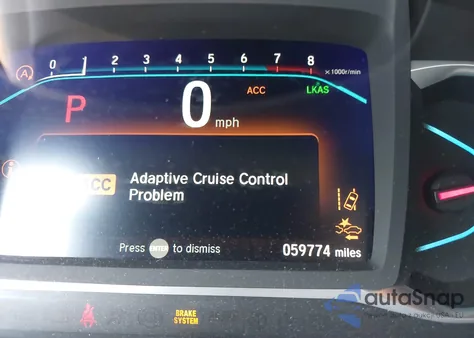 0 1 2 3 4 5 6 7 8 x 1000r/min
A
P 0 mph
ACC
LKAS
Adaptive Cruise Control
Problem
Press ENTER to dismiss
059774 miles
BRAKE
SYSTEM
autoSnap